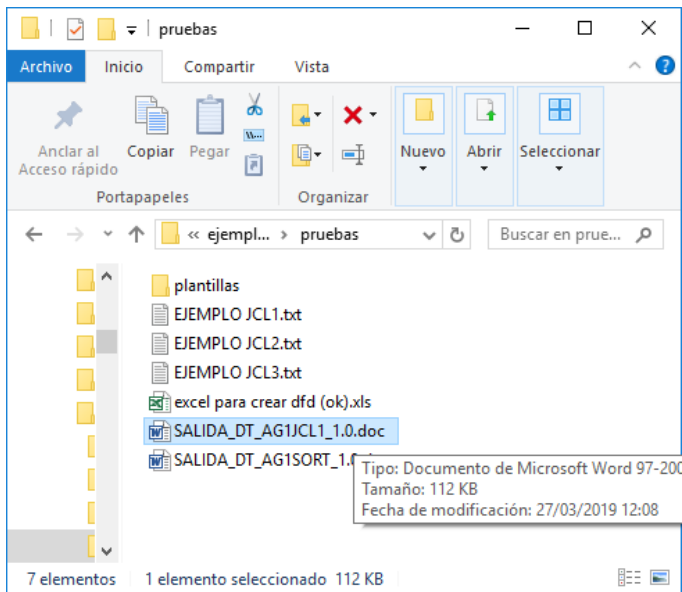 pruebas
Archivo Inicio Compartir Vista
Anclar al Acceso rápido
Copiar
Pegar
Nuevo
Abrir
Seleccionar
Portapapeles
Organizar
« ejempl... › pruebas
Buscar en prue...
plantillas
EJEMPLO JCL1.txt
EJEMPLO JCL2.txt
EJEMPLO JCL3.txt
excel para crear dfd (ok).xls
SALIDA_DT_AG1JCL1_1.0.doc
SALIDA_DT_AG1SORT_1.
Tipo: Documento de Microsoft Word 97-200
Tamaño: 112 KB
Fecha de modificación: 27/03/2019 12:08
7 elementos 1 elemento seleccionado 112 KB